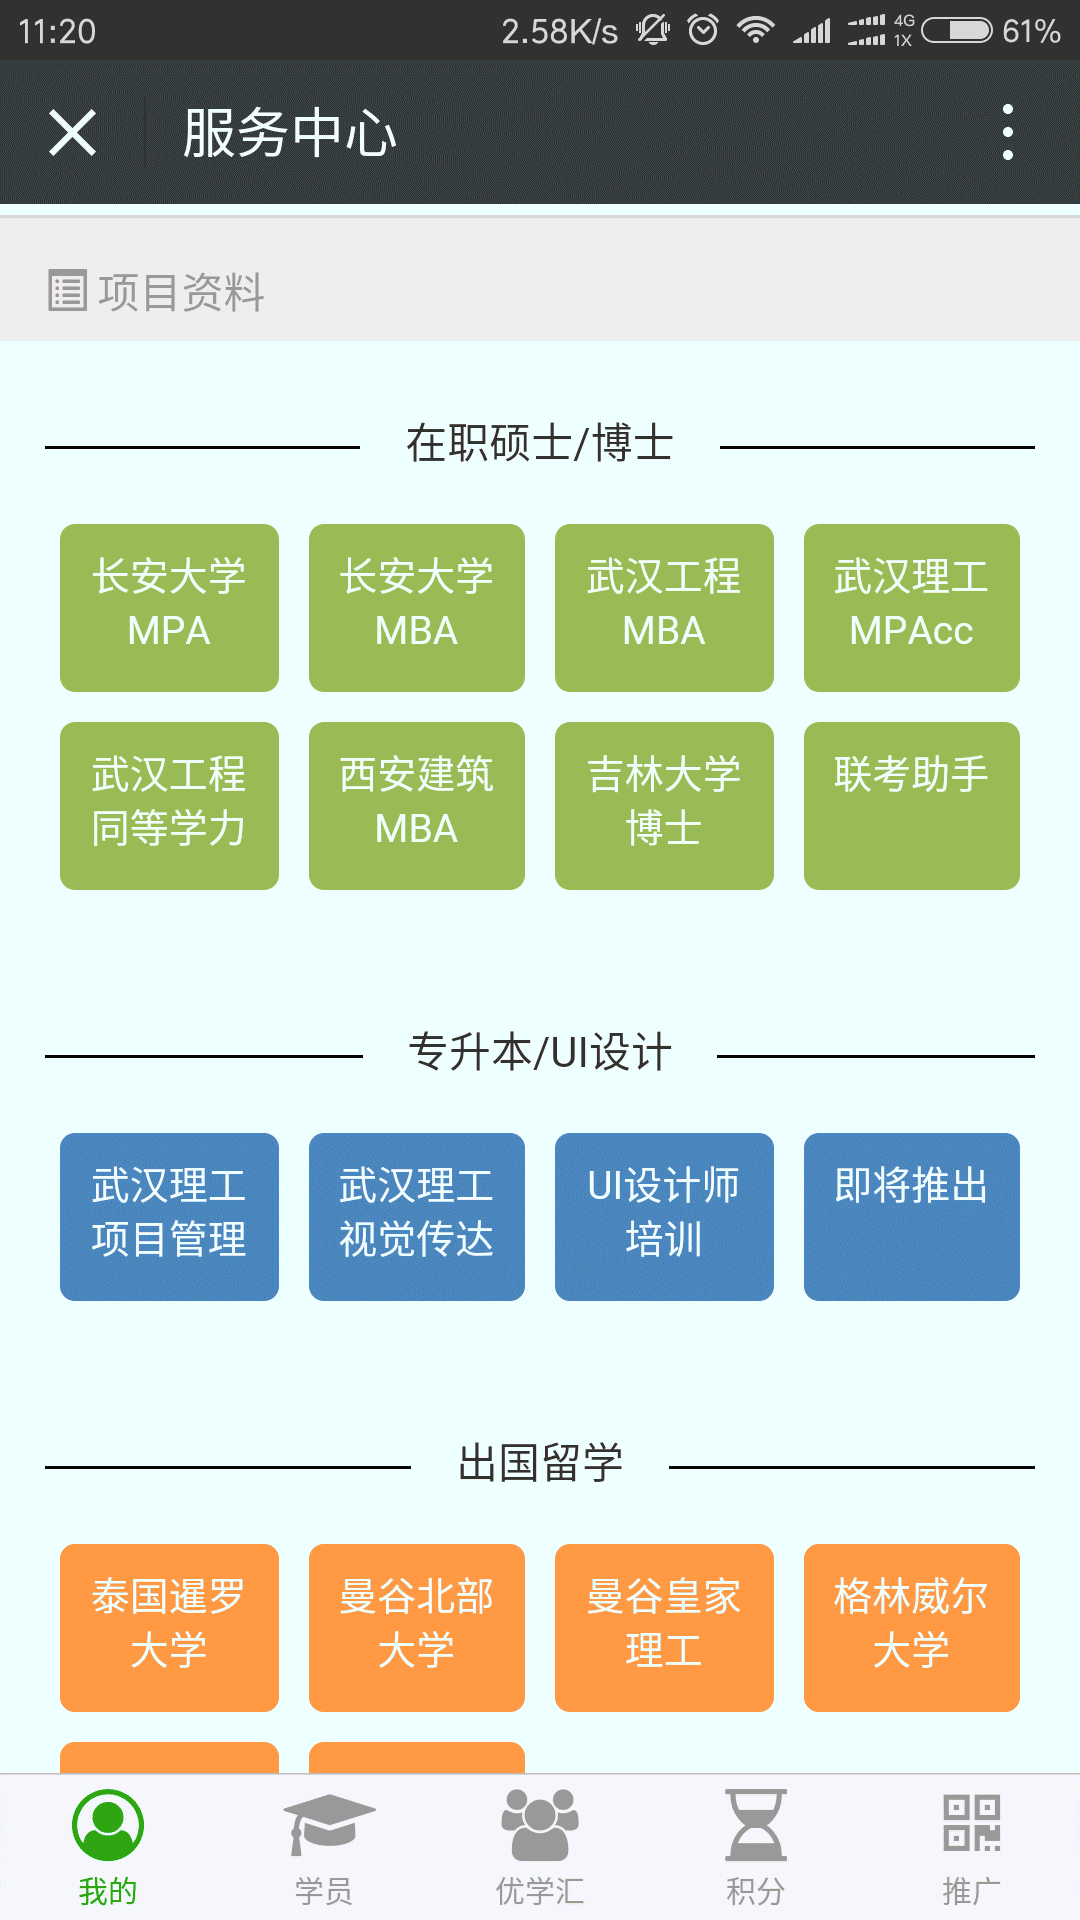 11:20 2.58K/s 4G 1X 61%
服务中心
项目资料
在职硕士/博士
长安大学 长安大学 武汉工程 武汉理工
MPA MBA MBA MPAcc
武汉工程 西安建筑 吉林大学 联考助手
同等学力 MBA 博士
专升本/UI设计
武汉理工 武汉理工 UI设计师 即将推出
项目管理 视觉传达 培训
出国留学
泰国暹罗 曼谷北部 曼谷皇家 格林威尔
大学 大学 理工 大学
我的 学员 优学汇 积分 推广